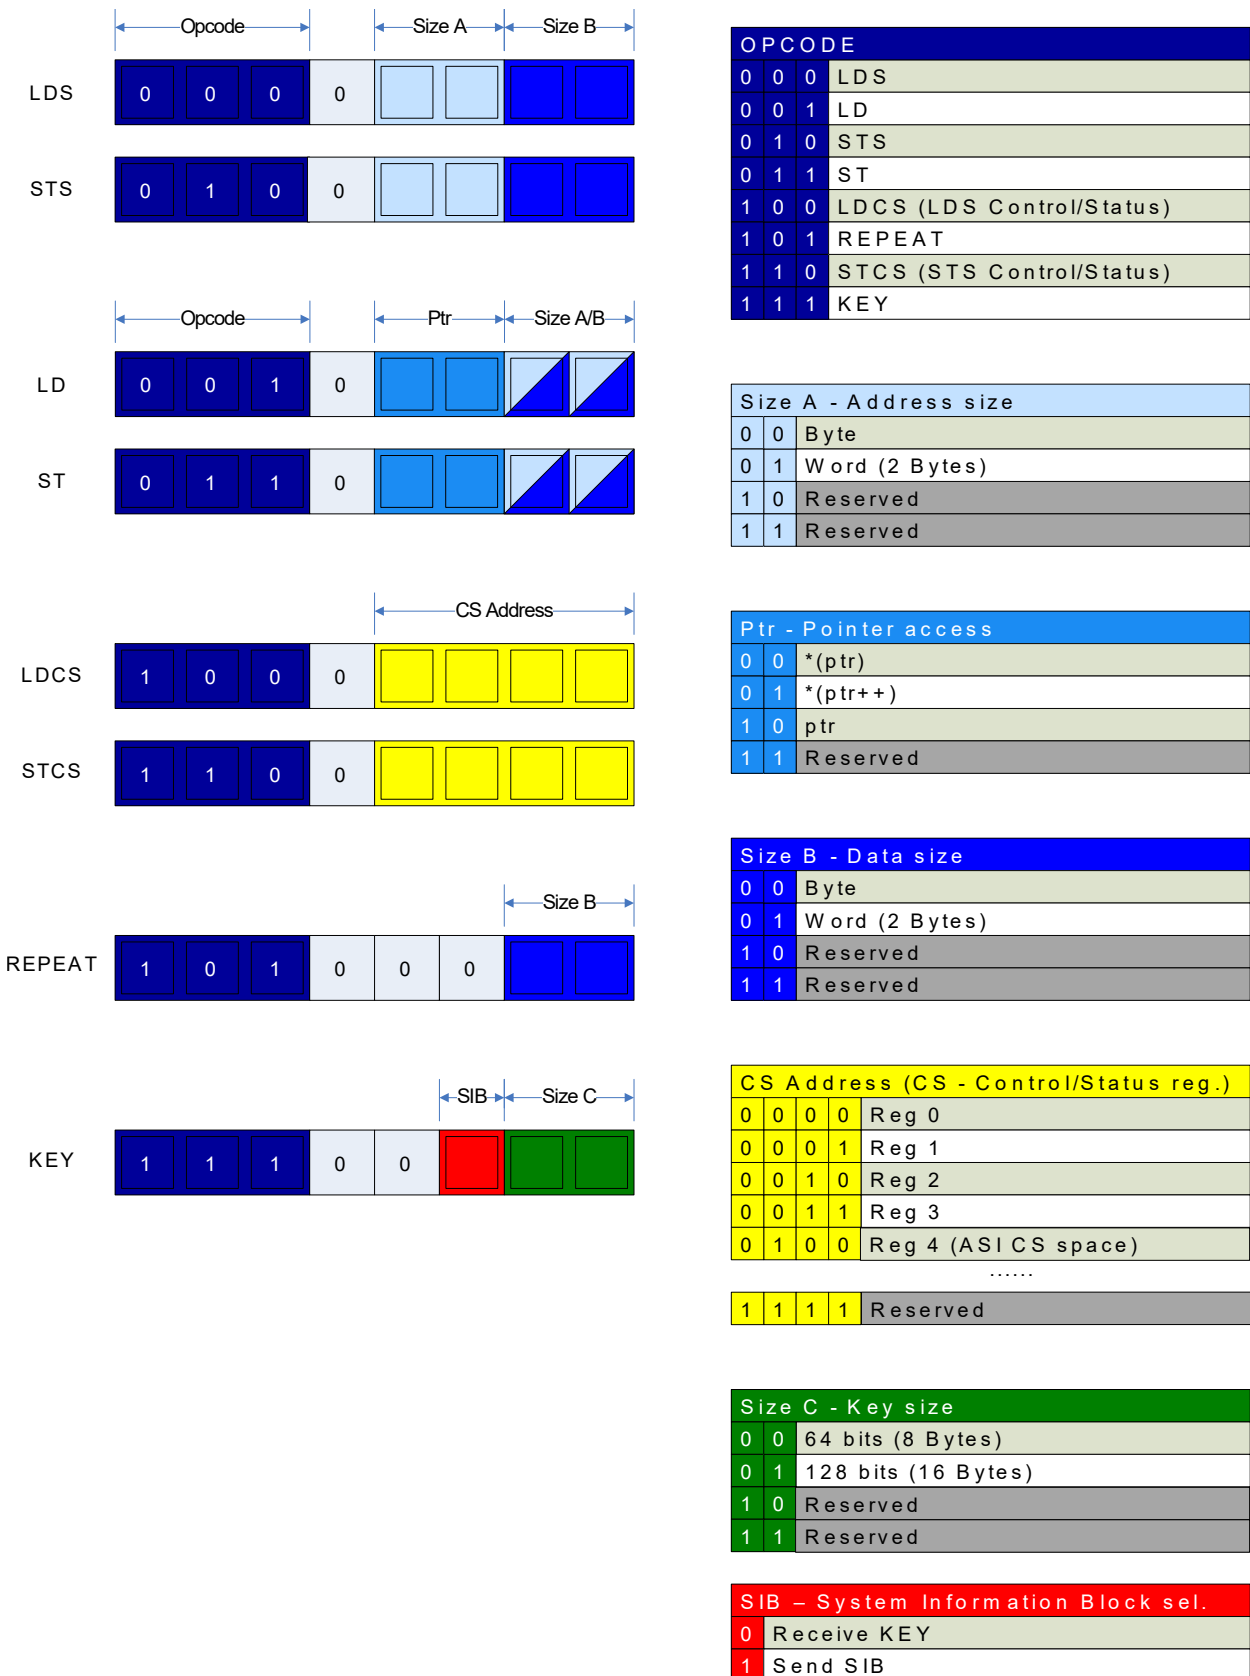 Opcode Size A Size B
LDS 0 0 0 0
STS 0 1 0 0
Opcode Ptr Size A/B
LD 0 0 1 0
ST 0 1 1 0
CS Address
LDCS 1 0 0 0
STCS 1 1 0 0
Size B
REPEAT 1 0 1 0 0 0
SIB Size C
KEY 1 1 1 0 0
OPCODE
0 0 0 LDS
0 0 1 LD
0 1 0 STS
0 1 1 ST
1 0 0 LDCS (LDS Control/Status)
1 0 1 REPEAT
1 1 0 STCS (STS Control/Status)
1 1 1 KEY
Size A - Address size
0 0 Byte
0 1 Word (2 Bytes)
1 0 Reserved
1 1 Reserved
Ptr - Pointer access
0 0 *(ptr)
0 1 *(ptr++)
1 0 ptr
1 1 Reserved
Size B - Data size
0 0 Byte
0 1 Word (2 Bytes)
1 0 Reserved
1 1 Reserved
CS Address (CS - Control/Status reg.)
0 0 0 0 Reg 0
0 0 0 1 Reg 1
0 0 1 0 Reg 2
0 0 1 1 Reg 3
0 1 0 0 Reg 4 (ASI CS space)
......
1 1 1 1 Reserved
Size C - Key size
0 0 64 bits (8 Bytes)
0 1 128 bits (16 Bytes)
1 0 Reserved
1 1 Reserved
SIB – System Information Block sel.
0 Receive KEY
1 Send SIB